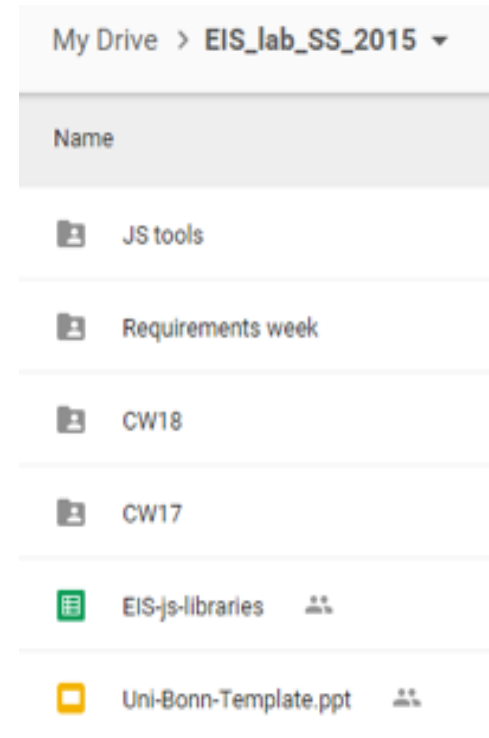 My Drive > EIS_lab_SS_2015
Name
JS tools
Requirements week
CW18
CW17
EIS-js-libraries
Uni-Bonn-Template.ppt